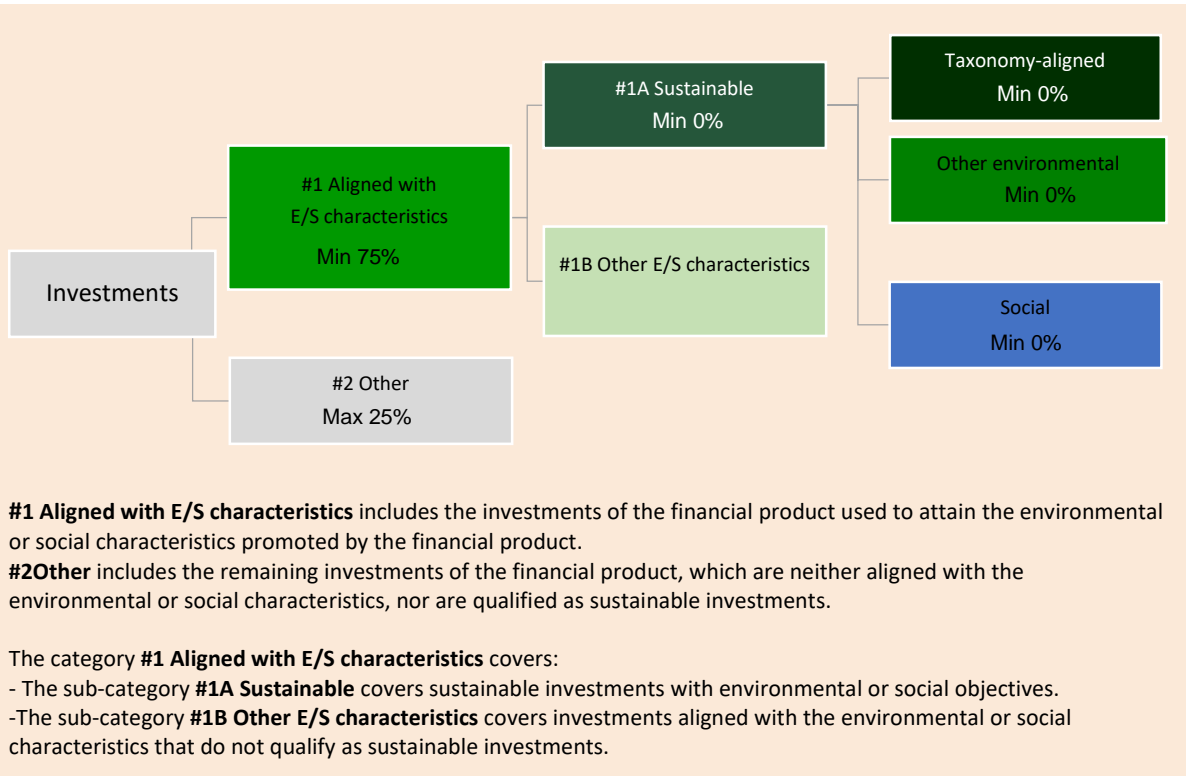 Taxonomy-aligned
Min 0%
#1A Sustainable
Min 0%
Other environmental
Min 0%
#1 Aligned with
E/S characteristics
Min 75%
#1B Other E/S characteristics
Investments
Social
Min 0%
#2 Other
Max 25%
#1 Aligned with E/S characteristics includes the investments of the financial product used to attain the environmental
or social characteristics promoted by the financial product.
#2Other includes the remaining investments of the financial product, which are neither aligned with the
environmental or social characteristics, nor are qualified as sustainable investments.
The category #1 Aligned with E/S characteristics covers:
- The sub-category #1A Sustainable covers sustainable investments with environmental or social objectives.
-The sub-category #1B Other E/S characteristics covers investments aligned with the environmental or social
characteristics that do not qualify as sustainable investments.